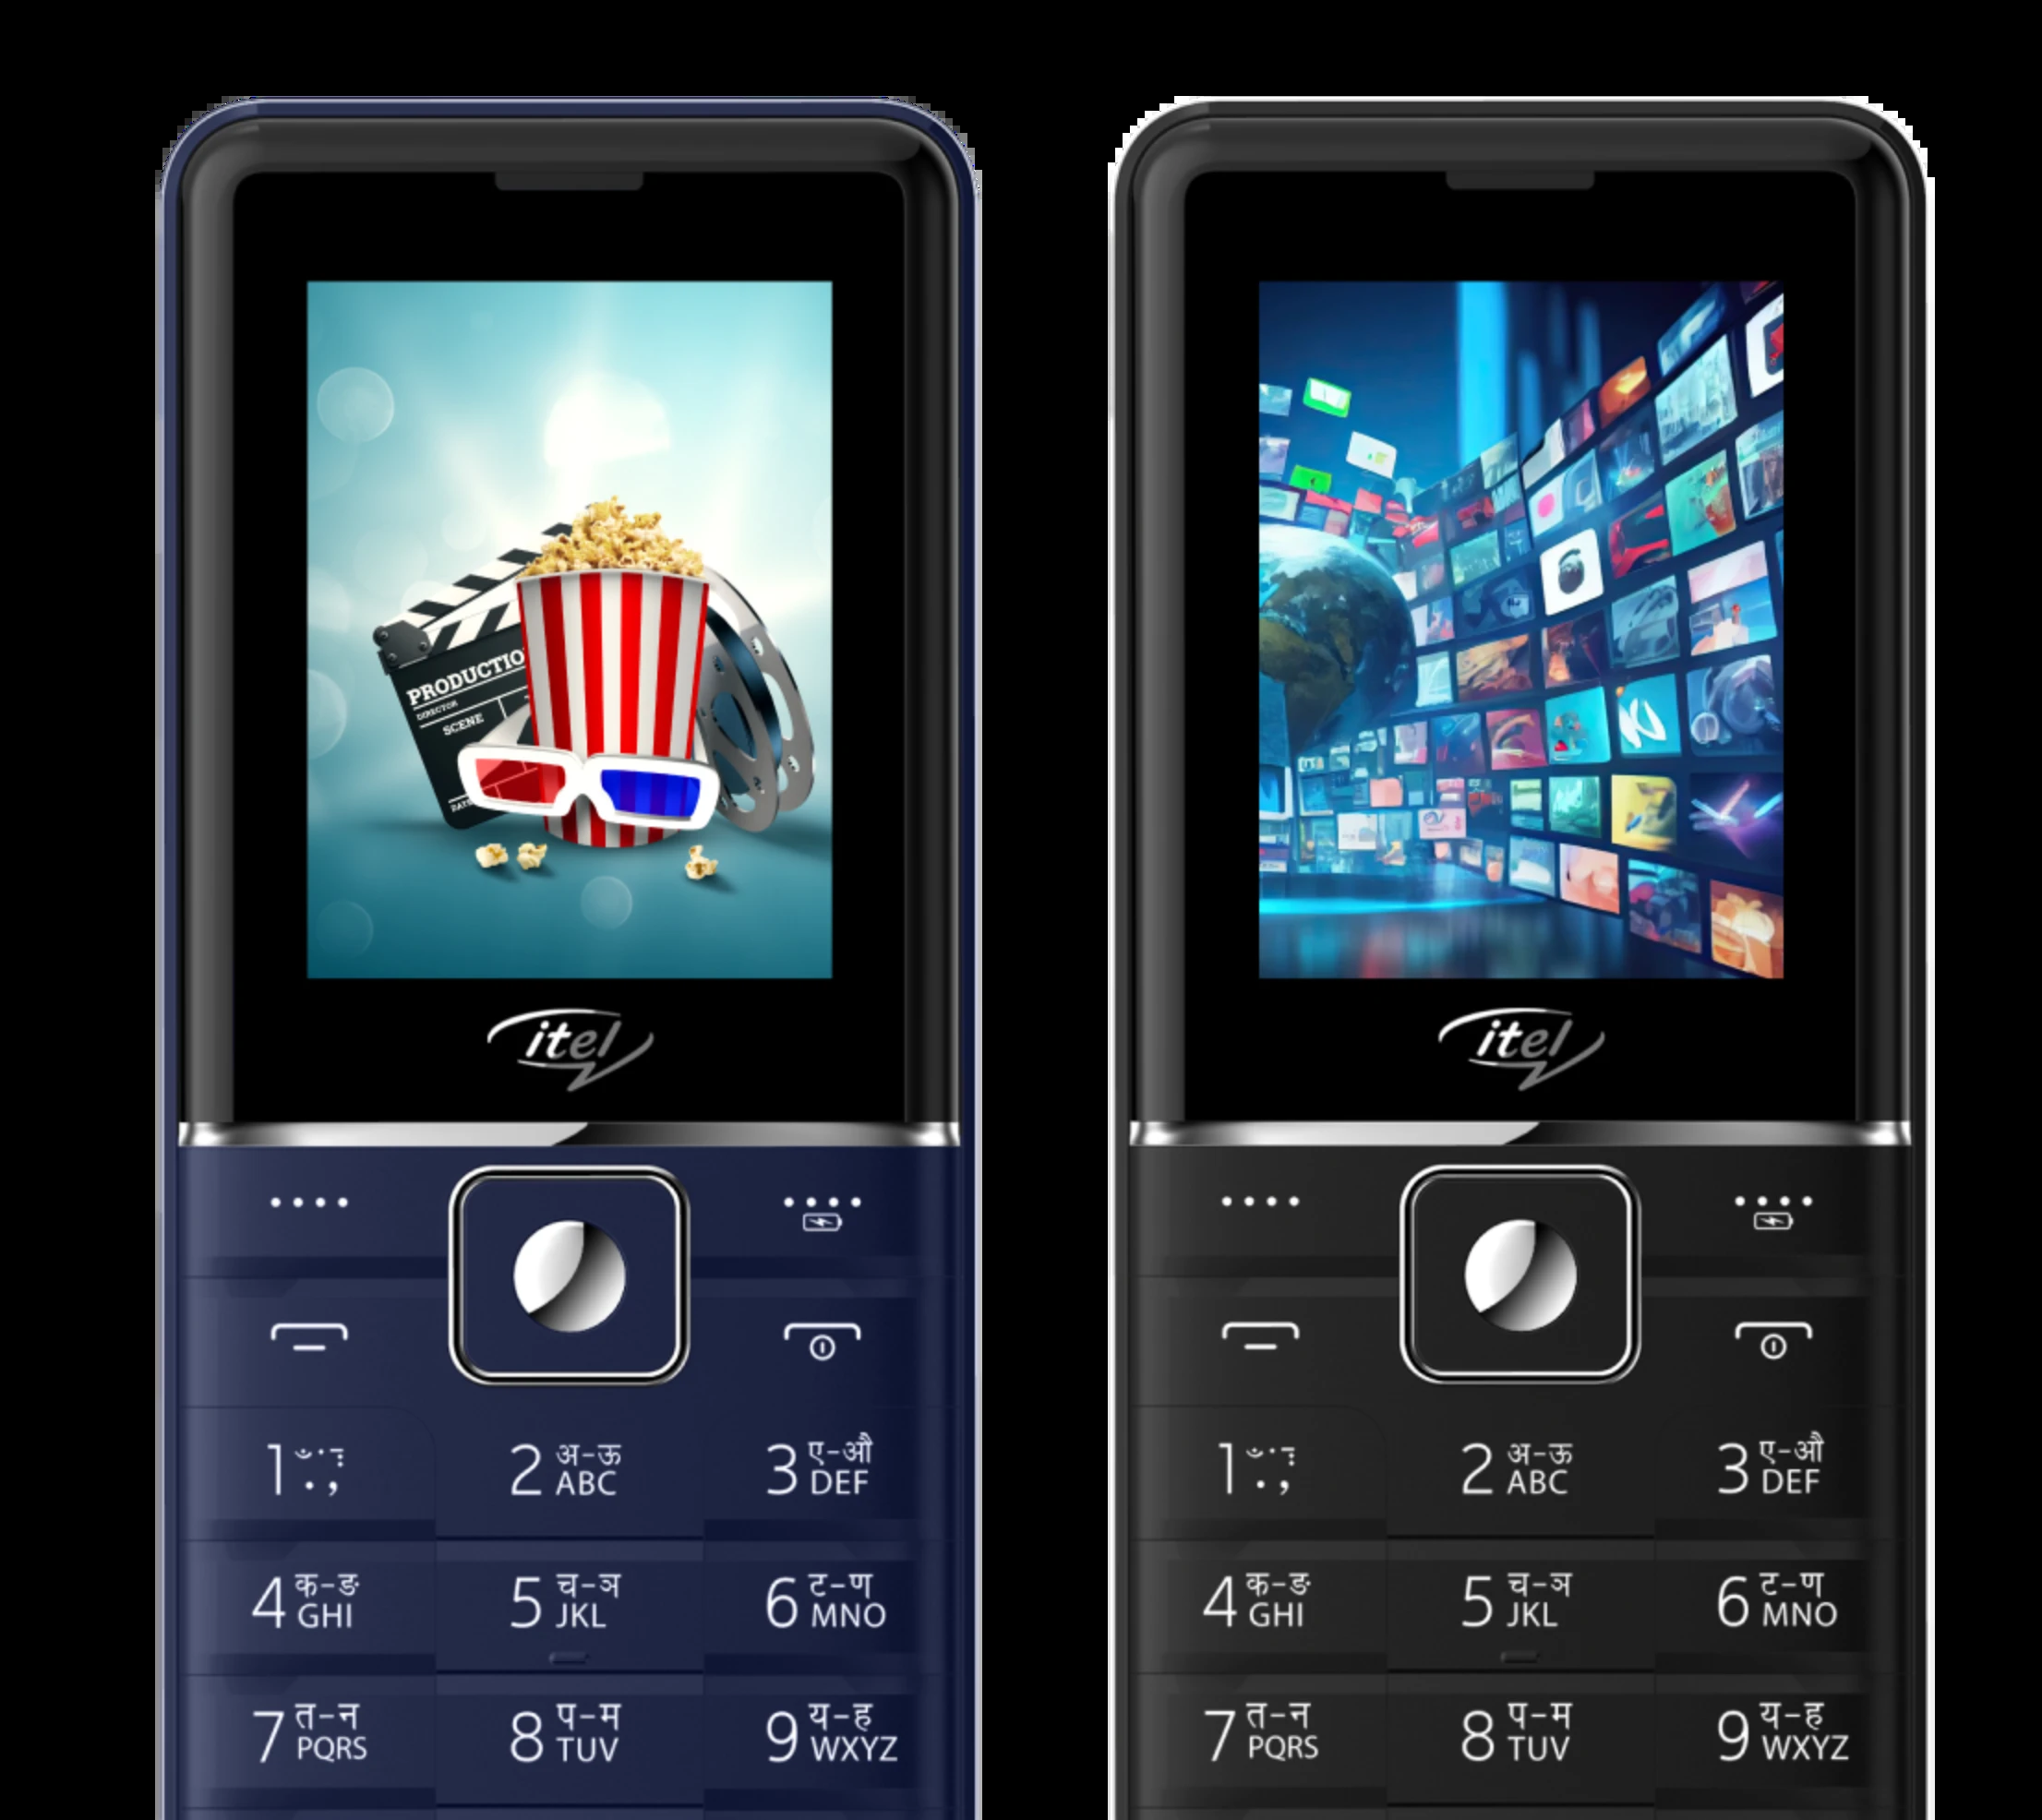 PRODUCTIO
DIRECTOR
SCENE
DATE
itel
1 . ,
2 अ-ऊ
ABC
3 ए-औ
DEF
4 क-ङ
GHI
5 च-ञ
JKL
6 ट-ण
MNO
7 त-न
PQRS
8 प-म
TUV
9 य-ह
WXYZ
itel
1 . ,
2 अ-ऊ
ABC
3 ए-औ
DEF
4 क-ङ
GHI
5 च-ञ
JKL
6 ट-ण
MNO
7 त-न
PQRS
8 प-म
TUV
9 य-ह
WXYZ